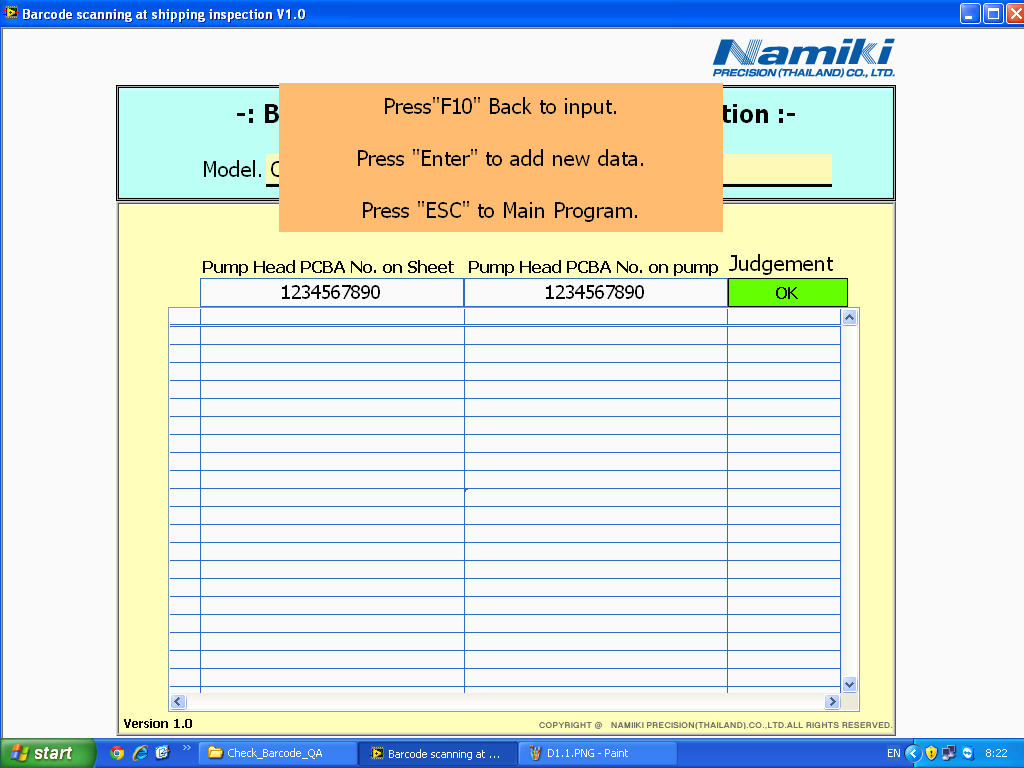 Barcode scanning at shipping inspection V1.0
Namiki
PRECISION (THAILAND) CO., LTD.
-: B tion :-
Press"F10" Back to input.
Press "Enter" to add new data.
Model.
Press "ESC" to Main Program.
Pump Head PCBA No. on Sheet Pump Head PCBA No. on pump Judgement
1234567890 1234567890 OK
Version 1.0
COPYRIGHT @ NAMIIKI PRECISION(THAILAND).CO.,LTD.ALL RIGHTS RESERVED.
start Check_Barcode_QA Barcode scanning at ... D1.1.PNG - Paint EN 8:22